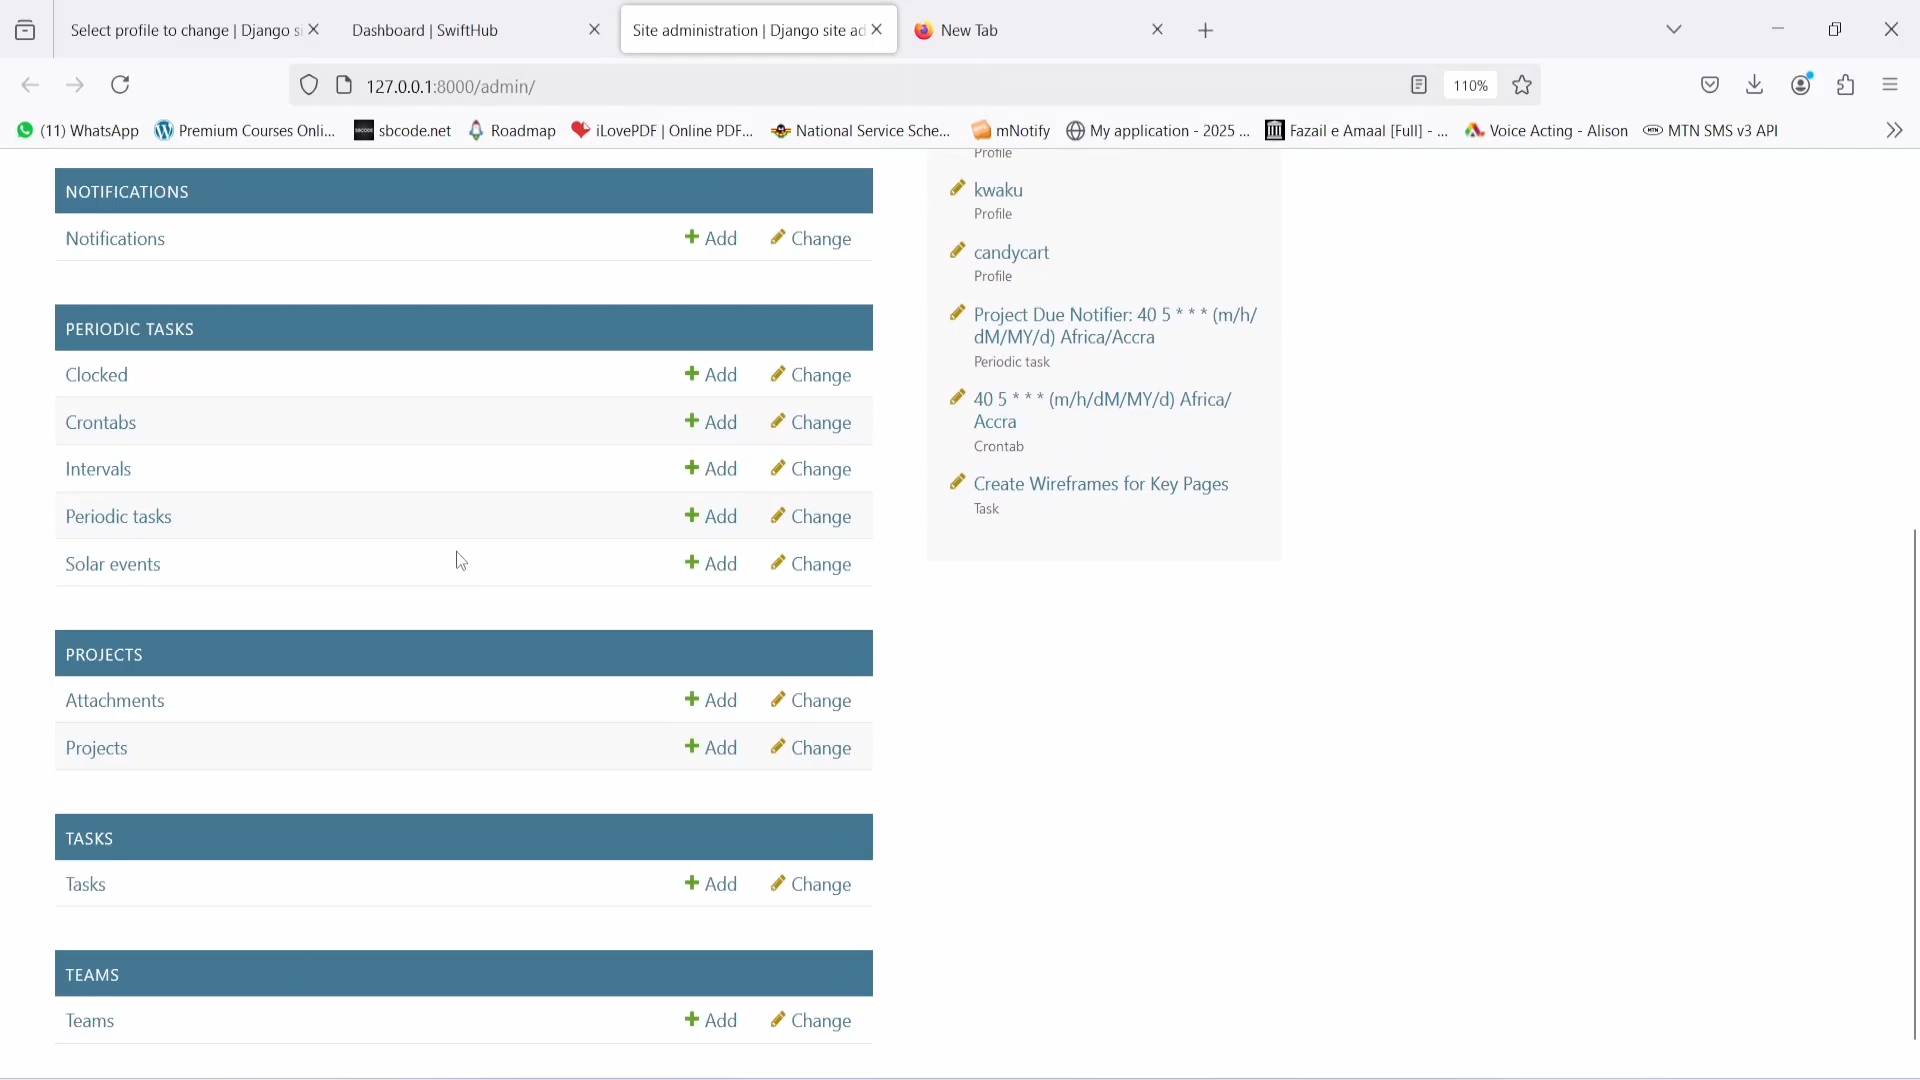 Select profile to change | Django si
Dashboard | SwiftHub
Site administration | Django site ad
New Tab
127.0.0.1:8000/admin/
110%
(11) WhatsApp
Premium Courses Onli...
sbcode.net
Roadmap
iLovePDF | Online PDF...
National Service Sche...
mNotify
My application - 2025 ...
Fazail e Amaal [Full] - ...
Voice Acting - Alison
MTN SMS v3 API
NOTIFICATIONS
Notifications Add Change
PERIODIC TASKS
Clocked Add Change
Crontabs Add Change
Intervals Add Change
Periodic tasks Add Change
Solar events Add Change
PROJECTS
Attachments Add Change
Projects Add Change
TASKS
Tasks Add Change
TEAMS
Teams Add Change
Profile
kwaku
Profile
candycart
Profile
Project Due Notifier: 40 5 * * * (m/h/
dM/MY/d) Africa/Accra
Periodic task
40 5 * * * (m/h/dM/MY/d) Africa/
Accra
Crontab
Create Wireframes for Key Pages
Task